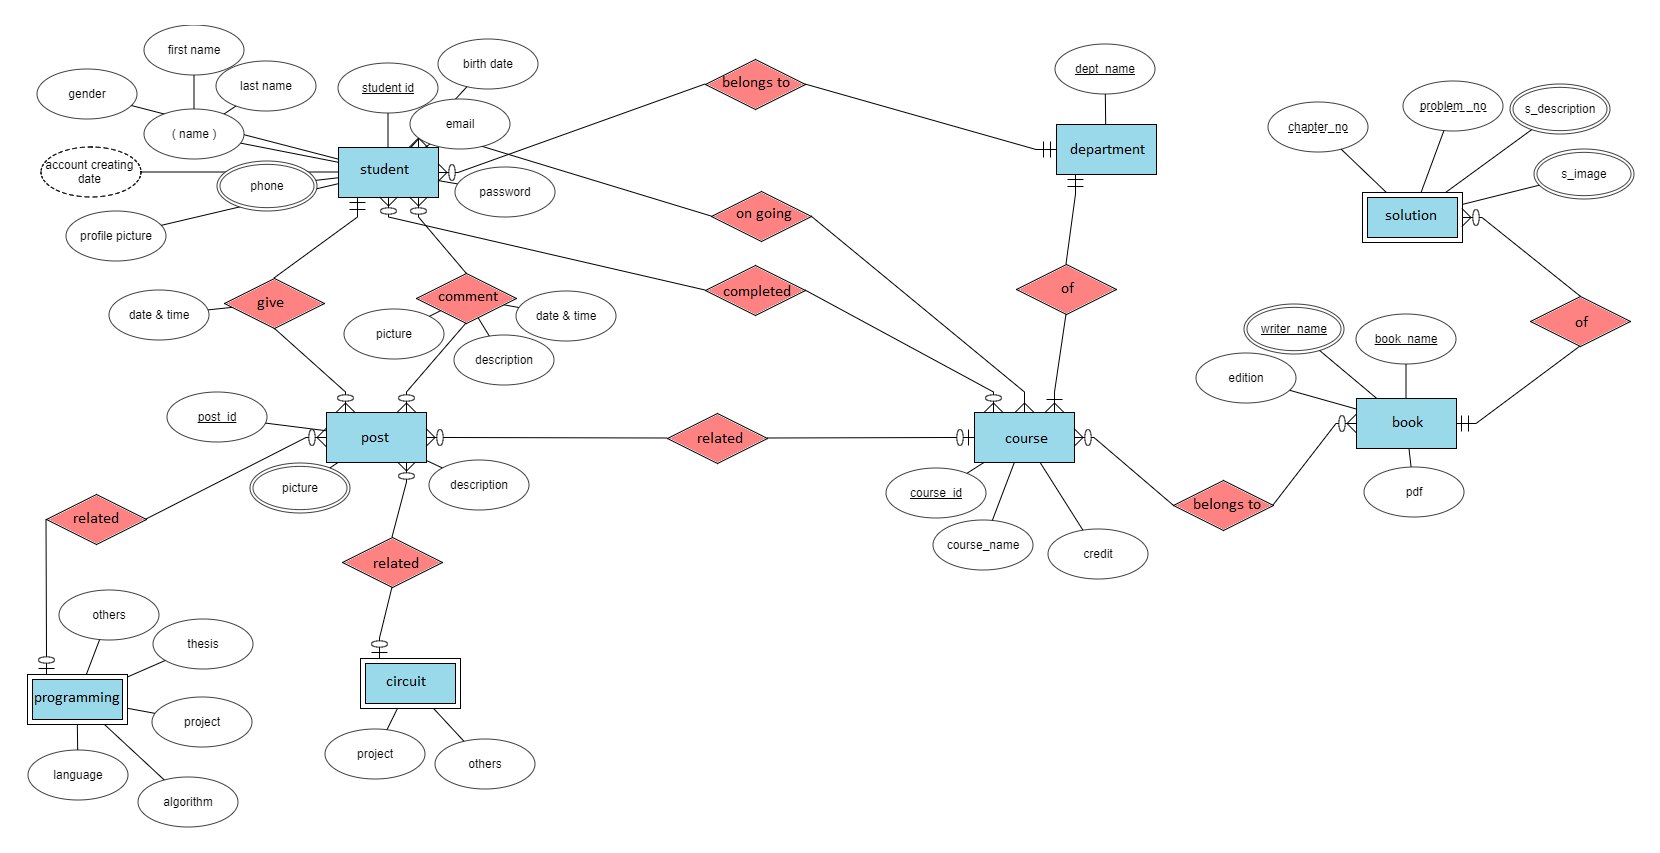 first name
birth date
last name
gender
student id
email
( name )
account creating
date
phone
student
password
profile picture
belongs to
dept_name
department
on going
completed
of
chapter_no
problem _no
s_description
s_image
solution
of
give
date & time
comment
picture
date & time
description
post_id
post
picture
description
related
course
course_id
course_name
credit
writer_name
book_name
edition
book
pdf
belongs to
related
related
others
thesis
programming
project
language
algorithm
circuit
project
others